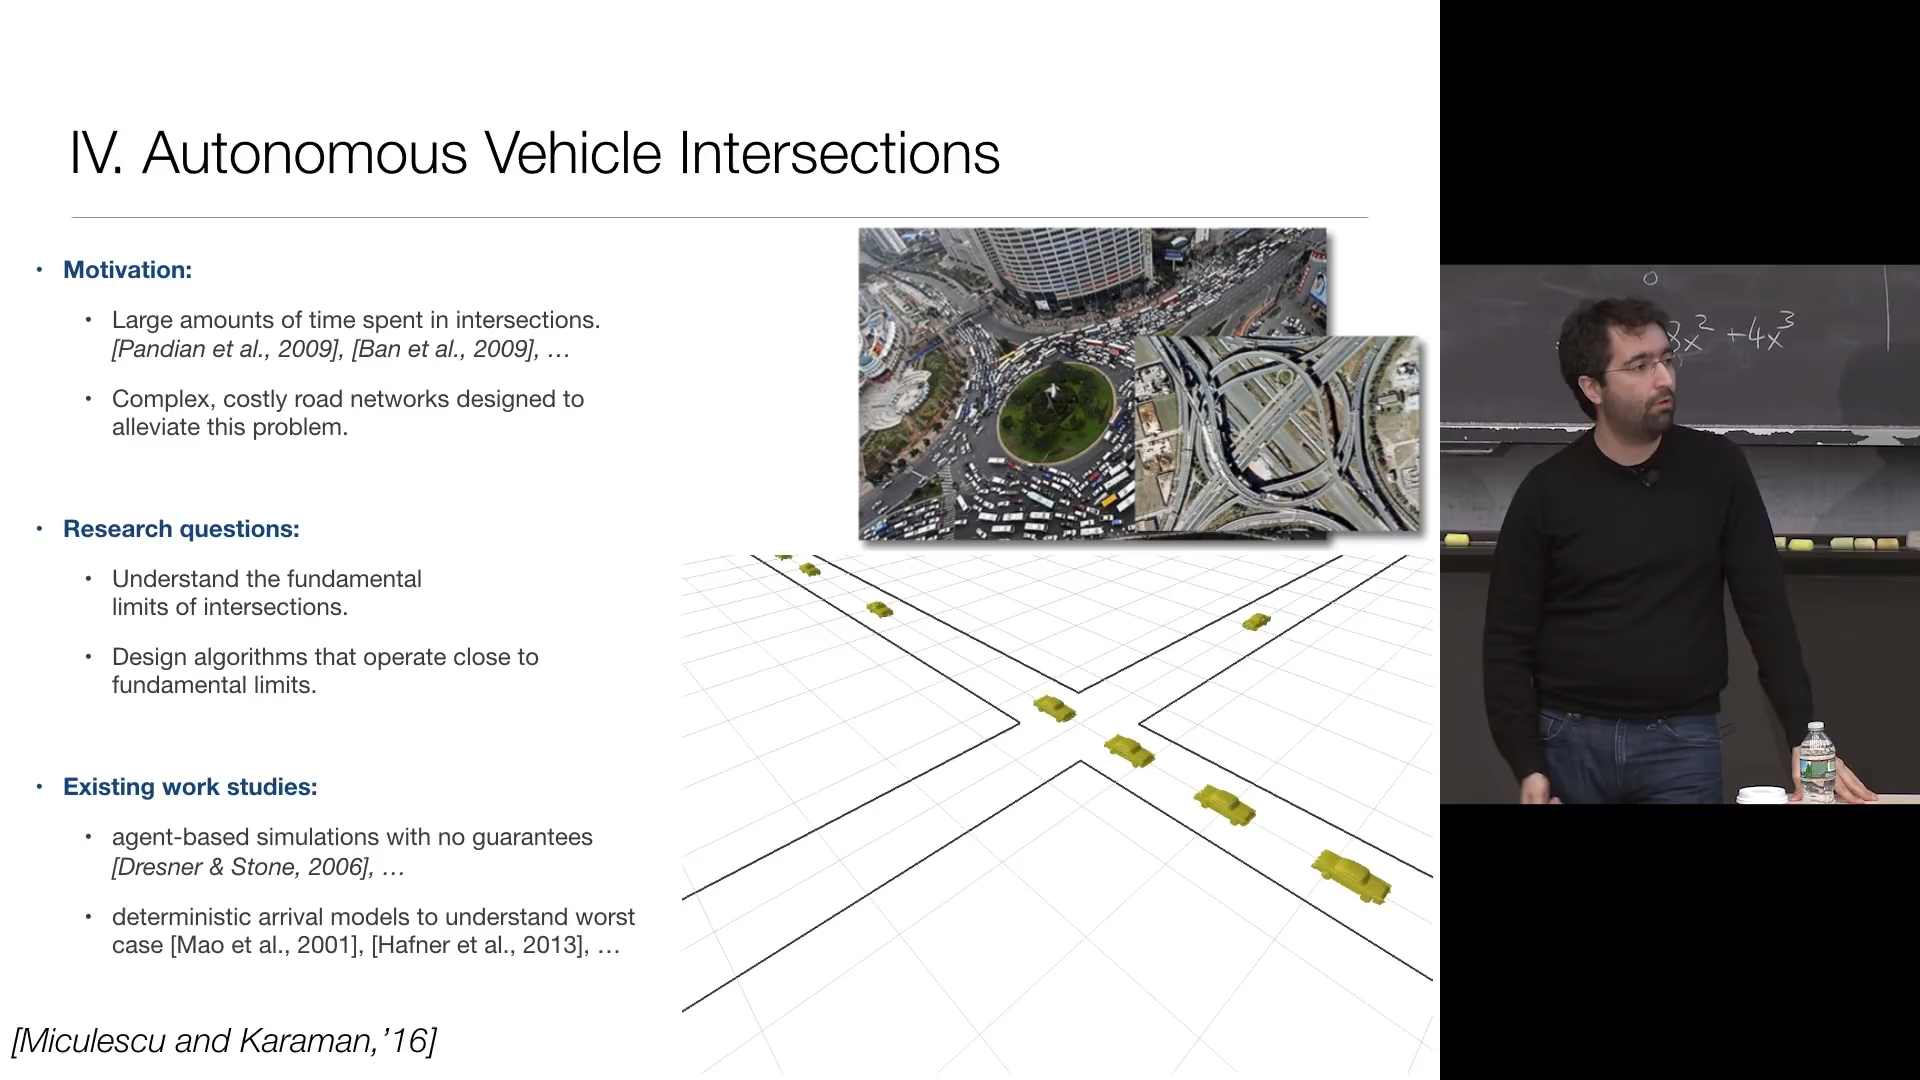 IV. Autonomous Vehicle Intersections
• Motivation:
• Large amounts of time spent in intersections.
[Pandian et al., 2009], [Ban et al., 2009], …
• Complex, costly road networks designed to
alleviate this problem.
• Research questions:
• Understand the fundamental
limits of intersections.
• Design algorithms that operate close to
fundamental limits.
• Existing work studies:
• agent-based simulations with no guarantees
[Dresner & Stone, 2006], …
• deterministic arrival models to understand worst
case [Mao et al., 2001], [Hafner et al., 2013], …
[Miculescu and Karaman,’16]
3x² +4x³